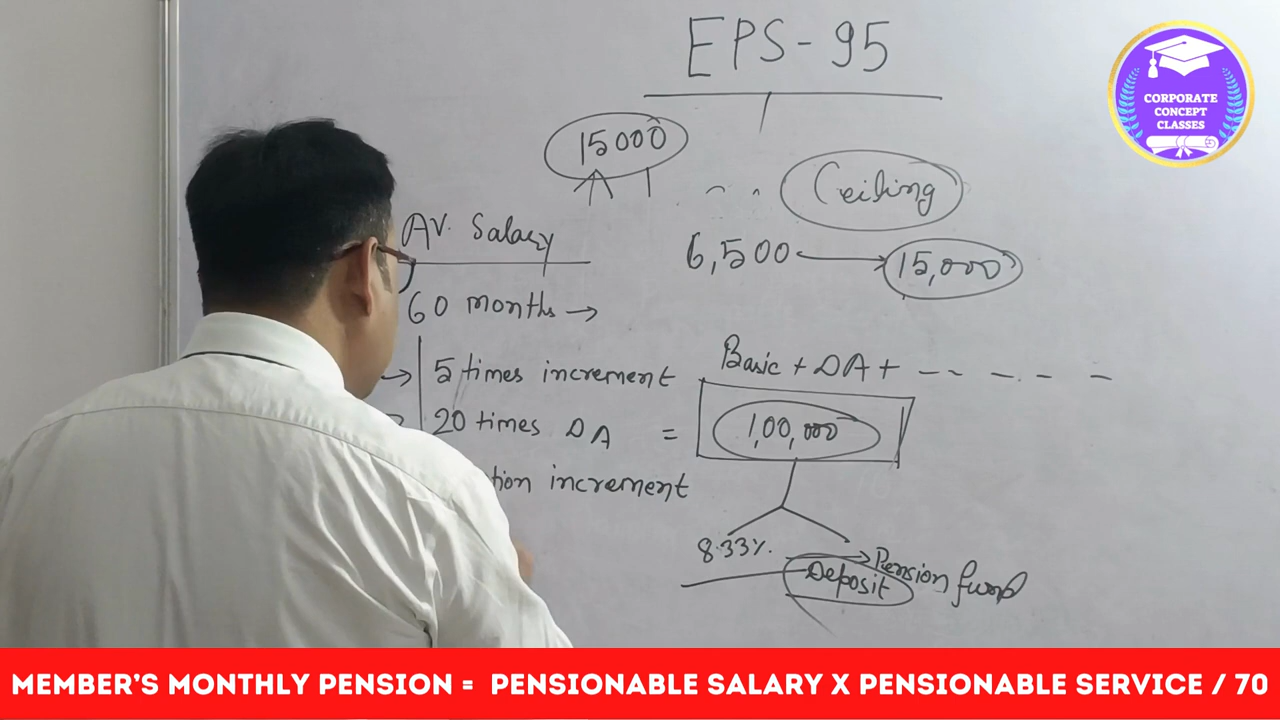 EPS-95
CORPORATE
CONCEPT
CLASSES
15000
Ceiling
AV. Salary
6,500 → 15,000
60 months →
Basic + DA + -- -- - -
→ 5 times increment
20 times DA = 1,00,000
tion increment
8.33%. → Pension fund
Deposit
MEMBER'S MONTHLY PENSION = PENSIONABLE SALARY X PENSIONABLE SERVICE / 70